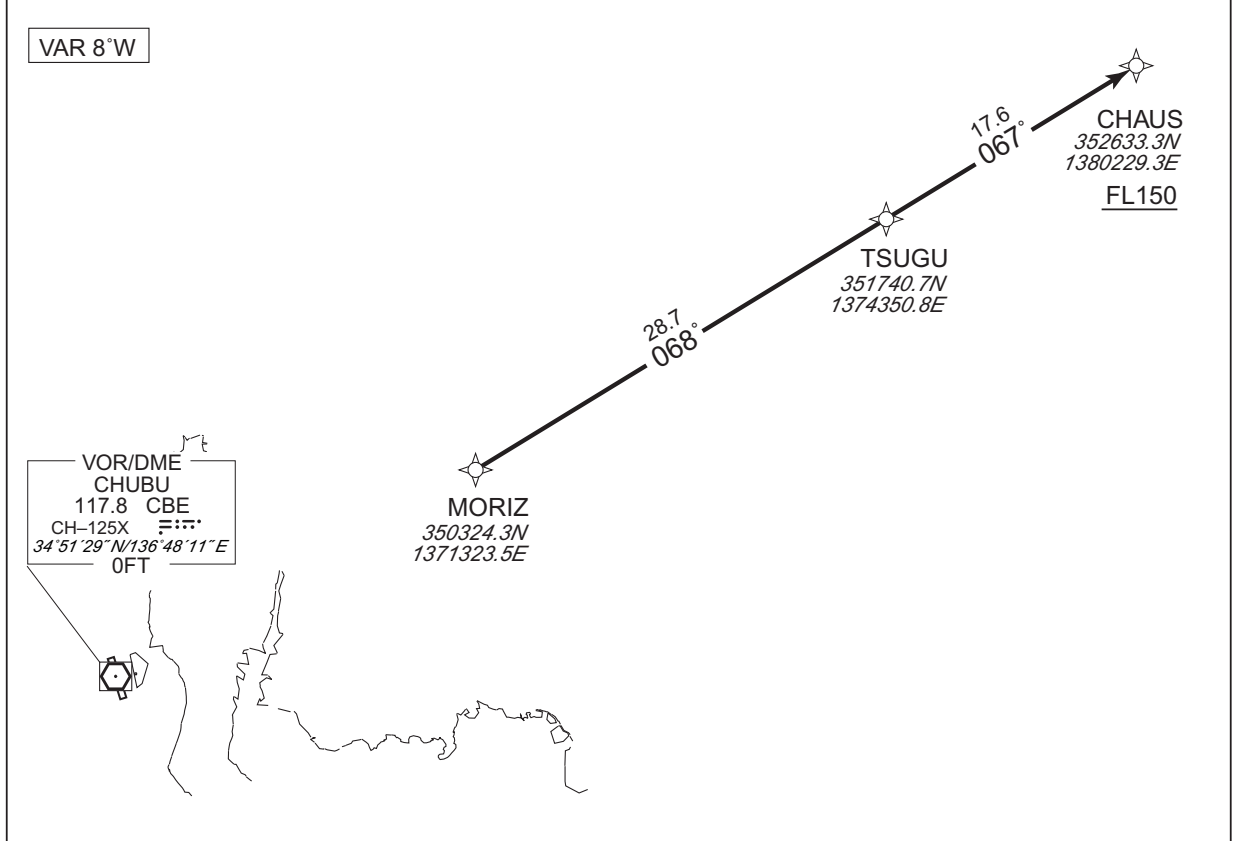 VAR 8˚W
17.6
067˚
CHAUS
352633.3N
1380229.3E
FL150
TSUGU
351740.7N
1374350.8E
28.7
068˚
MORIZ
350324.3N
1371323.5E
VOR/DME
CHUBU
117.8 CBE
CH–125X
34˚51´29˝N/136˚48´11˝E
0FT